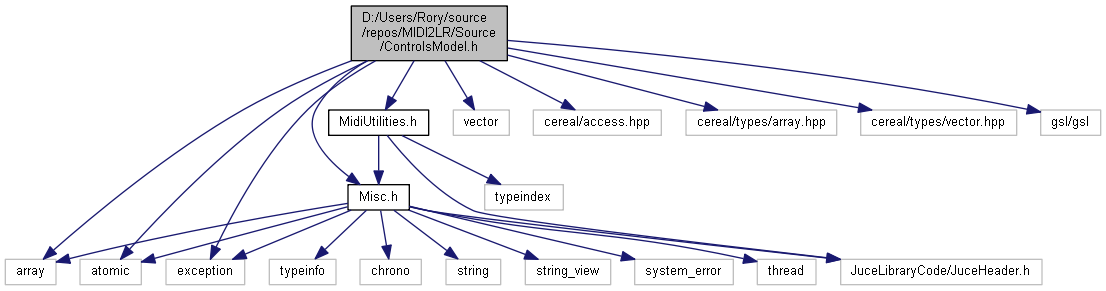 D:/Users/Rory/source
/repos/MIDI2LR/Source
/ControlsModel.h
MidiUtilities.h
vector
cereal/access.hpp
cereal/types/array.hpp
cereal/types/vector.hpp
gsl/gsl
Misc.h
typeindex
array
atomic
exception
typeinfo
chrono
string
string_view
system_error
thread
JuceLibraryCode/JuceHeader.h